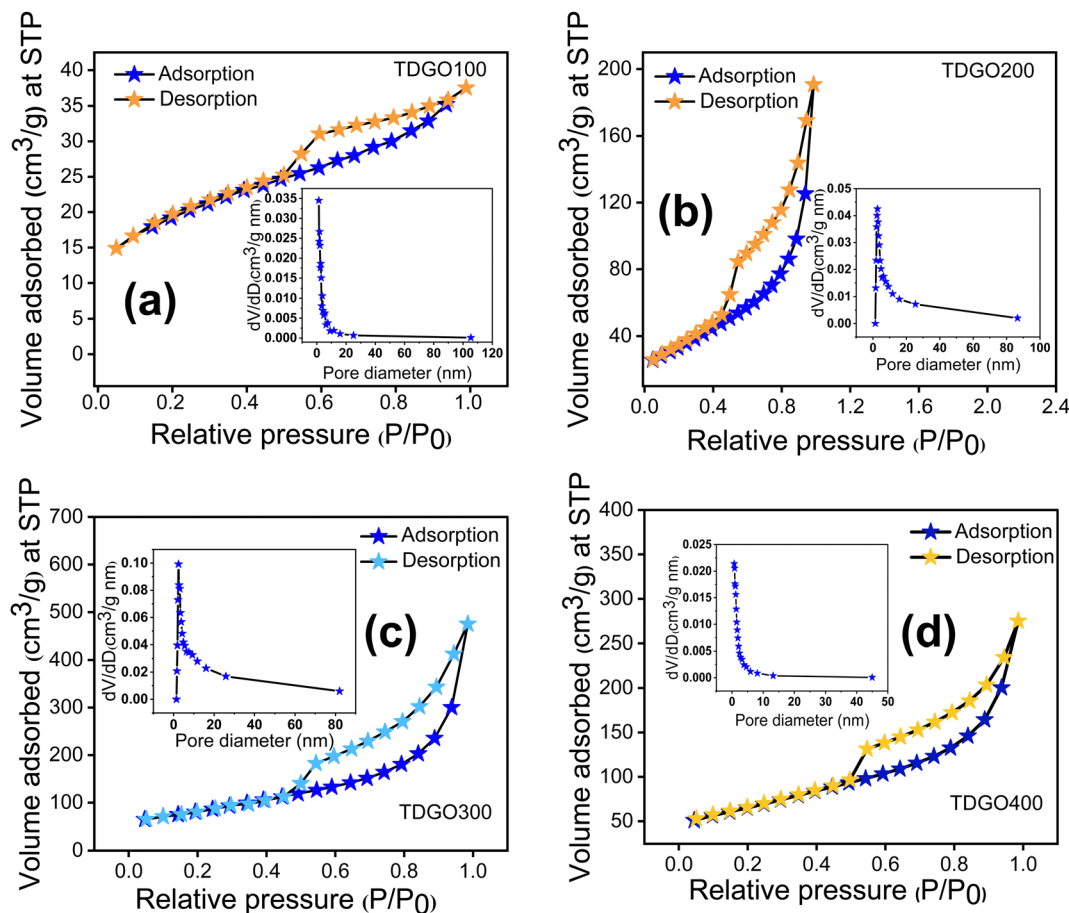 Volume adsorbed (cm³/g) at STP
40
35
30
25
20
15
10
5
0
0.0 0.2 0.4 0.6 0.8 1.0
Relative pressure (P/P0)
Adsorption
Desorption
TDGO100
(a)
dV/dD(cm³/g nm)
0.035
0.030
0.025
0.020
0.015
0.010
0.005
0.000
0 20 40 60 80 100 120
Pore diameter (nm)
Volume adsorbed (cm³/g) at STP
200
160
120
80
40
0.0 0.4 0.8 1.2 1.6 2.0 2.4
Relative pressure (P/P0)
Adsorption
Desorption
TDGO200
(b)
dV/dD(cm³/g nm)
0.05
0.04
0.03
0.02
0.01
0.00
0 20 40 60 80 100
Pore diameter (nm)
Volume adsorbed (cm³/g) at STP
700
600
500
400
300
200
100
0
0.0 0.2 0.4 0.6 0.8 1.0
Relative pressure (P/P0)
Adsorption
Desorption
TDGO300
(c)
dV/dD(cm³/g nm)
0.10
0.08
0.06
0.04
0.02
0.00
0 20 40 60 80
Pore diameter (nm)
Volume adsorbed (cm³/g) at STP
400
350
300
250
200
150
100
50
0.0 0.2 0.4 0.6 0.8 1.0
Relative pressure (P/P0)
Adsorption
Desorption
TDGO400
(d)
dV/dD(cm³/g nm)
0.025
0.020
0.015
0.010
0.005
0.000
0 10 20 30 40 50
Pore diameter (nm)